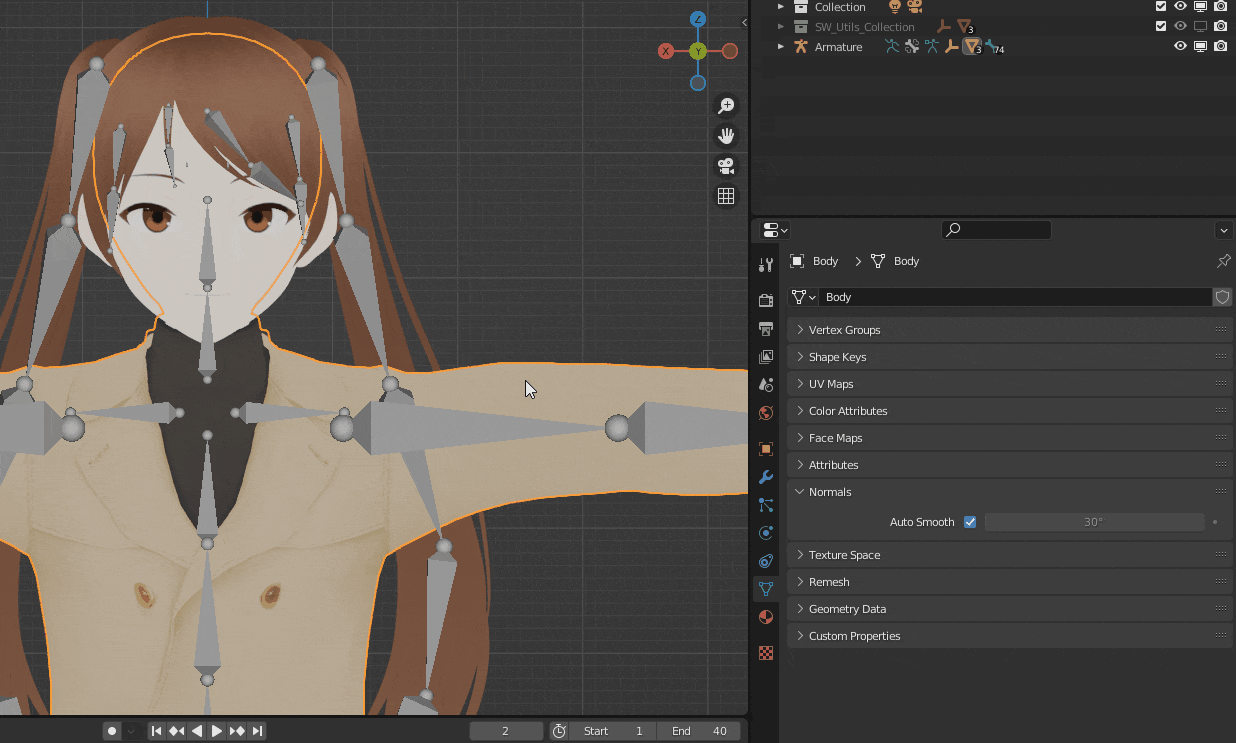 Collection
SW_Utils_Collection
3
Armature
3
74
Z
X
Y
Body
Body
Body
Vertex Groups
Shape Keys
UV Maps
Color Attributes
Face Maps
Attributes
Normals
Auto Smooth
30°
Texture Space
Remesh
Geometry Data
Custom Properties
2
Start 1
End 40